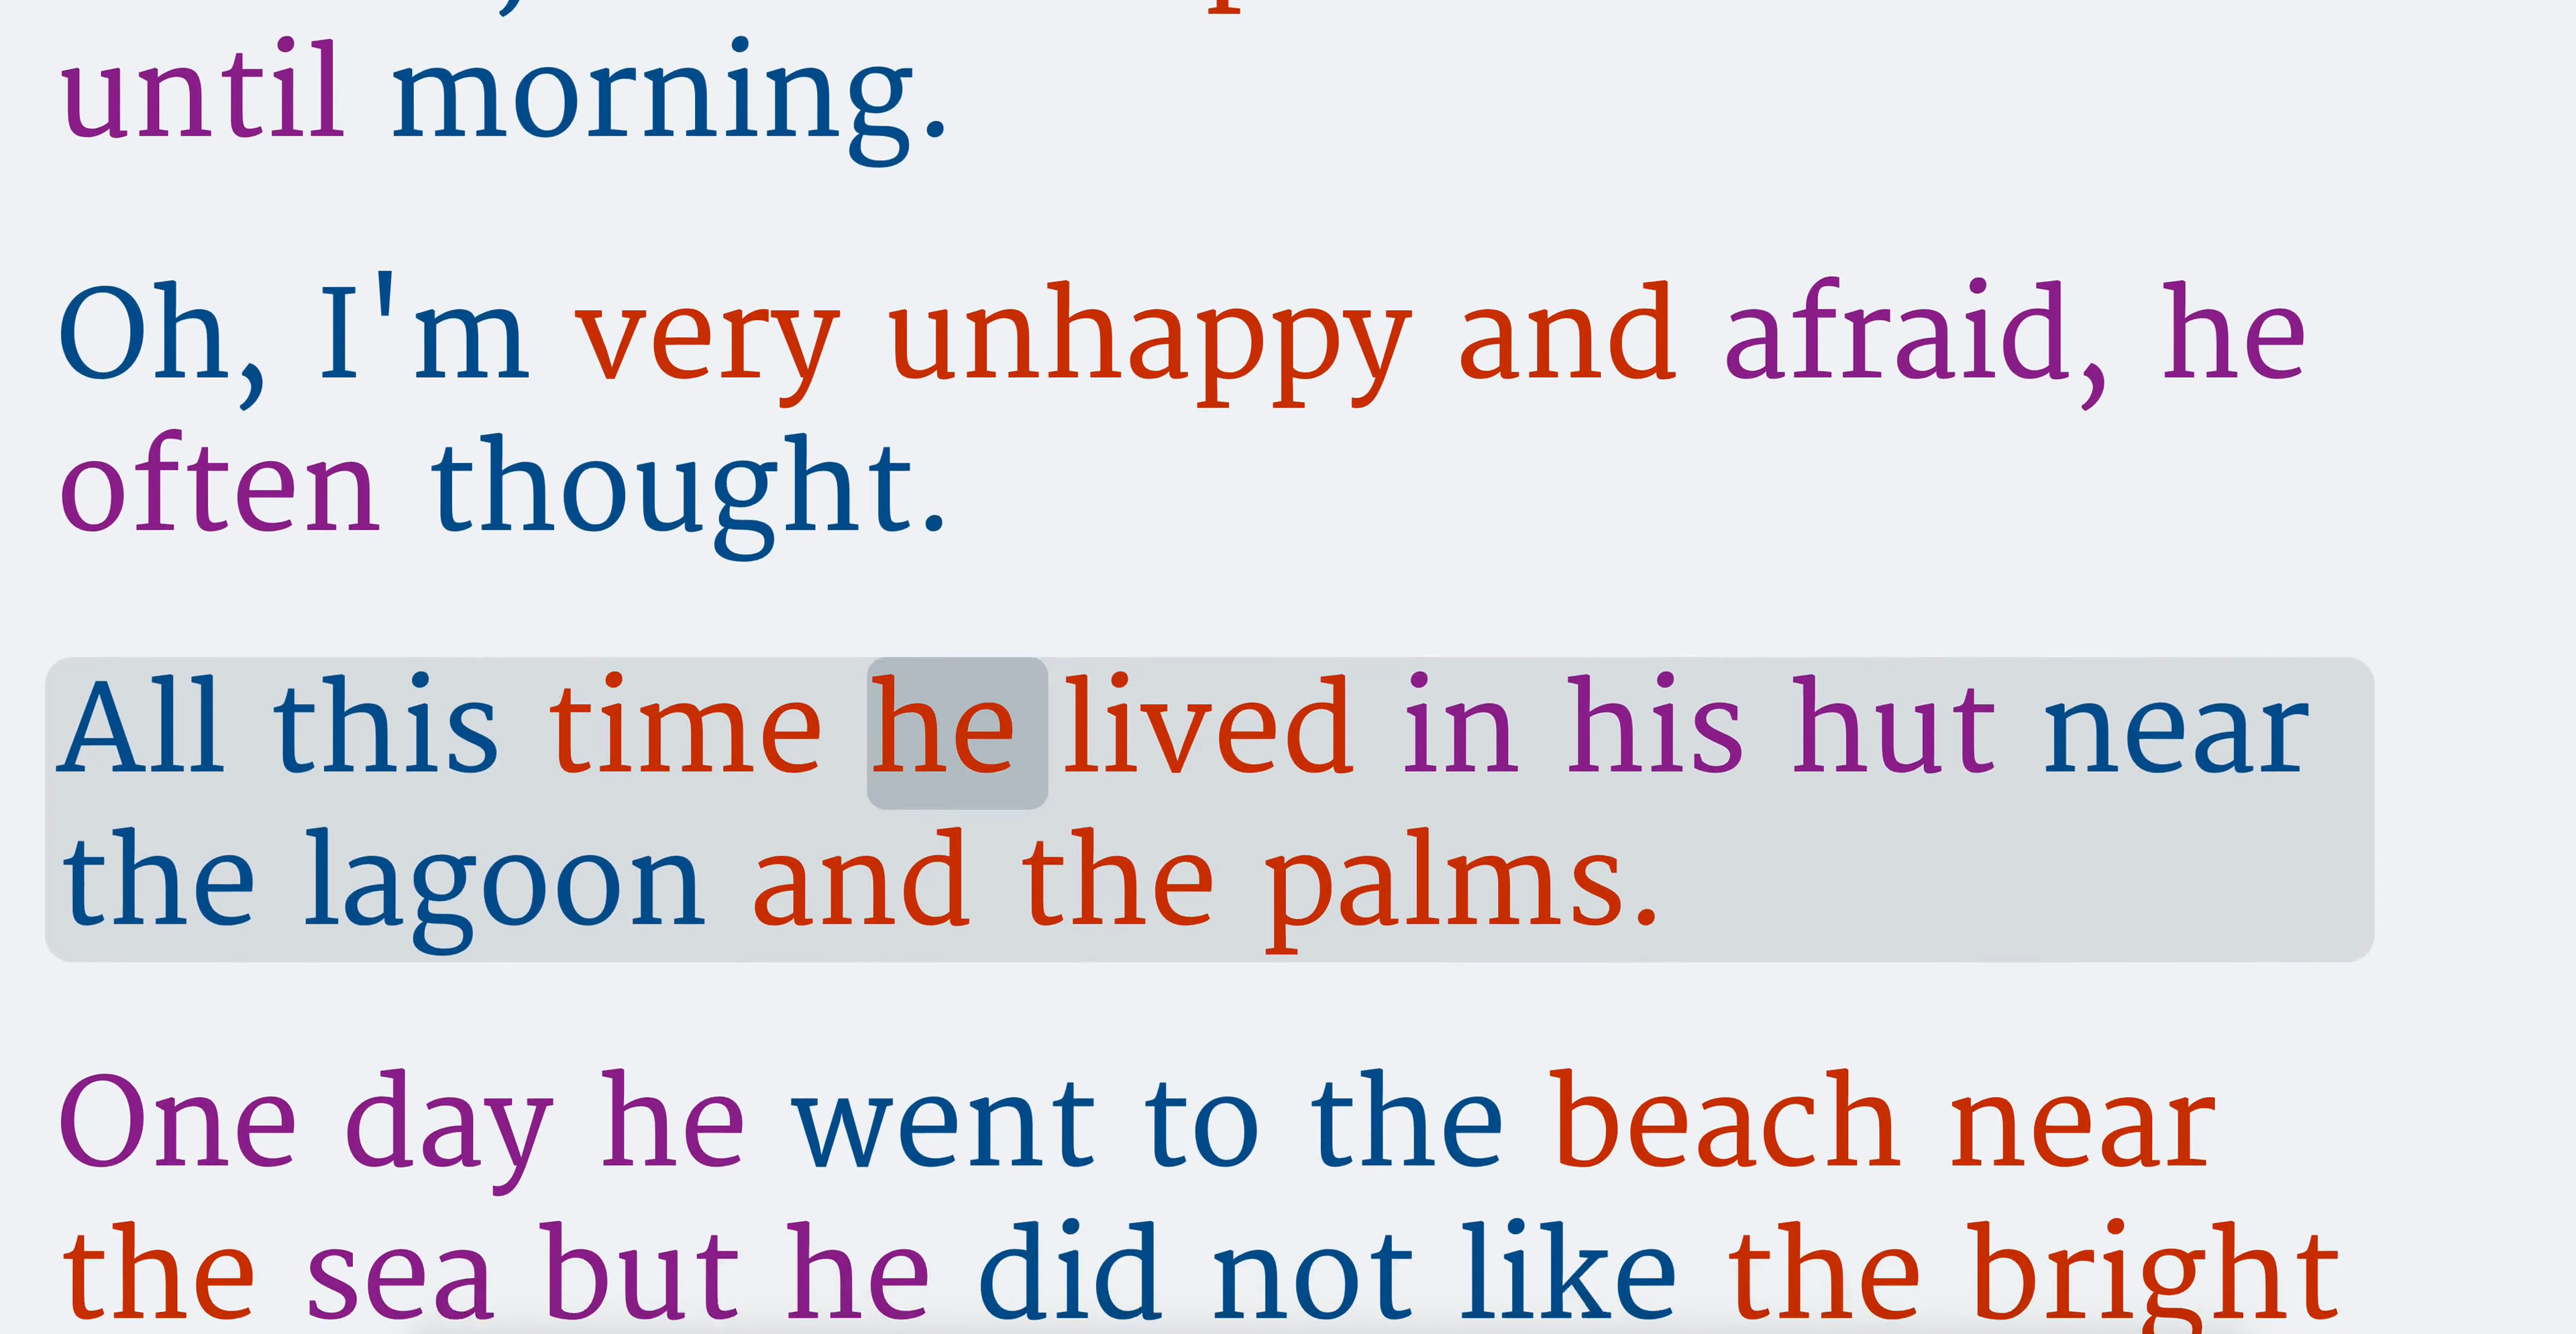 until morning.
Oh, I'm very unhappy and afraid, he
often thought.
All this time he lived in his hut near
the lagoon and the palms.
One day he went to the beach near
the sea but he did not like the bright